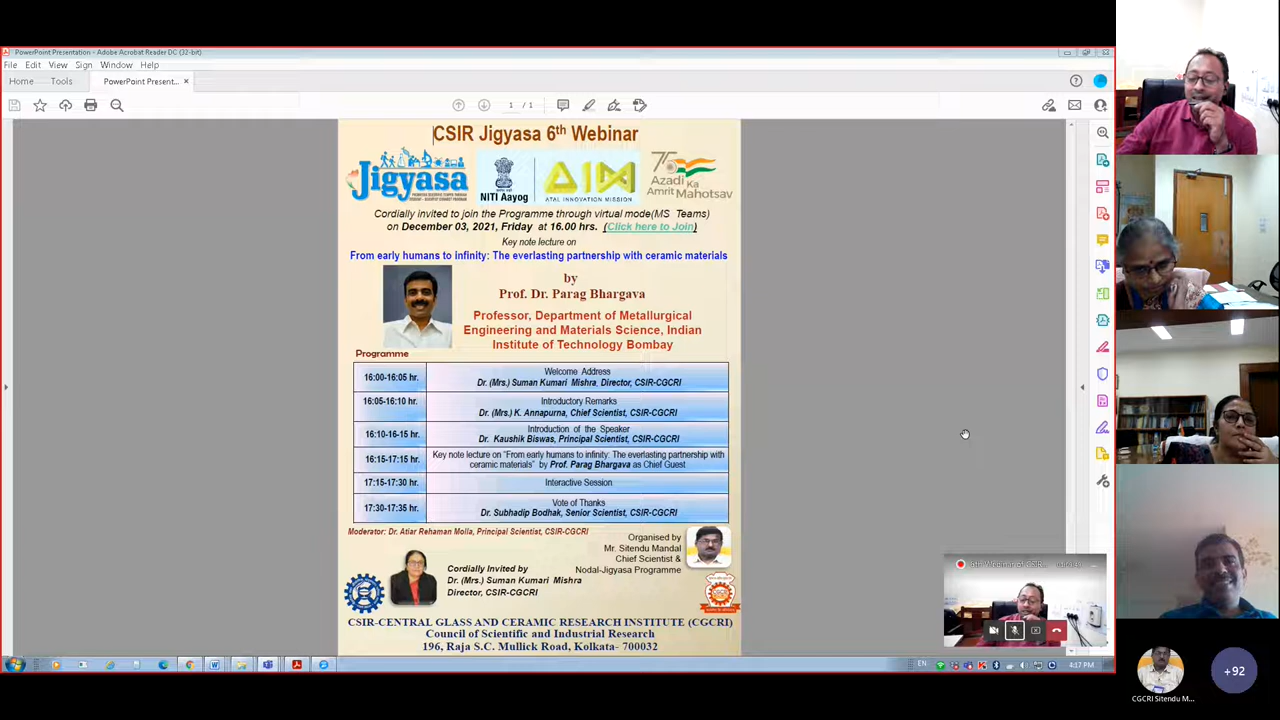 PowerPoint Presentation - Adobe Acrobat Reader DC (32-bit)
File Edit View Sign Window Help
Home Tools PowerPoint Present... ×
1 / 1
CSIR Jigyasa 6th Webinar
Jigyasa
NITI Aayog
AIM
ATAL INNOVATION MISSION
75
Azadi Ka
Amrit Mahotsav
Cordially invited to join the Programme through virtual mode(MS Teams)
on December 03, 2021, Friday at 16.00 hrs. (Click here to Join)
Key note lecture on
From early humans to infinity: The everlasting partnership with ceramic materials
by
Prof. Dr. Parag Bhargava
Professor, Department of Metallurgical
Engineering and Materials Science, Indian
Institute of Technology Bombay
Programme
16:00-16:05 hr. Welcome Address
Dr. (Mrs.) Suman Kumari Mishra, Director, CSIR-CGCRI
16:05-16:10 hr. Introductory Remarks
Dr. (Mrs.) K. Annapurna, Chief Scientist, CSIR-CGCRI
16:10-16-15 hr. Introduction of the Speaker
Dr. Kaushik Biswas, Principal Scientist, CSIR-CGCRI
16:15-17:15 hr. Key note lecture on "From early humans to infinity: The everlasting partnership with
ceramic materials" by Prof. Parag Bhargava as Chief Guest
17:15-17:30 hr. Interactive Session
17:30-17:35 hr. Vote of Thanks
Dr. Subhadip Bodhak, Senior Scientist, CSIR-CGCRI
Moderator: Dr. Atiar Rehaman Molla, Principal Scientist, CSIR-CGCRI
Organised by
Mr. Sitendu Mandal
Chief Scientist &
Nodal-Jigyasa Programme
Cordially Invited by
Dr. (Mrs.) Suman Kumari Mishra
Director, CSIR-CGCRI
CSIR-CENTRAL GLASS AND CERAMIC RESEARCH INSTITUTE (CGCRI)
Council of Scientific and Industrial Research
196, Raja S.C. Mullick Road, Kolkata- 700032
EN
4:17 PM
+92
CGCRI Sitendu M...